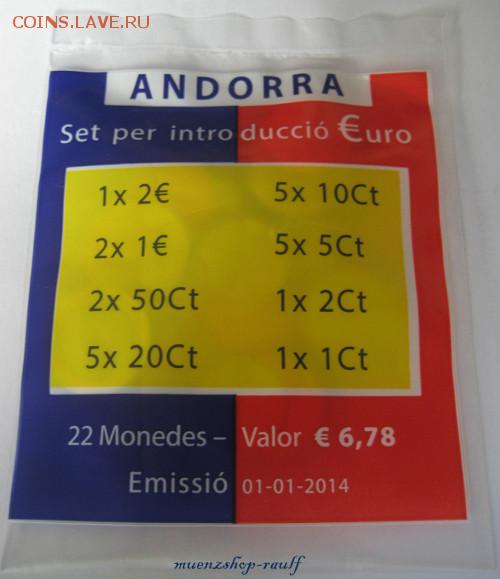 COINS.LAVE.RU
ANDORRA
Set per introducció €uro
1x 2€ 5x 10Ct
2x 1€ 5x 5Ct
2x 50Ct 1x 2Ct
5x 20Ct 1x 1Ct
22 Monedes – Valor € 6,78
Emissió 01-01-2014
muenzshop-rauff